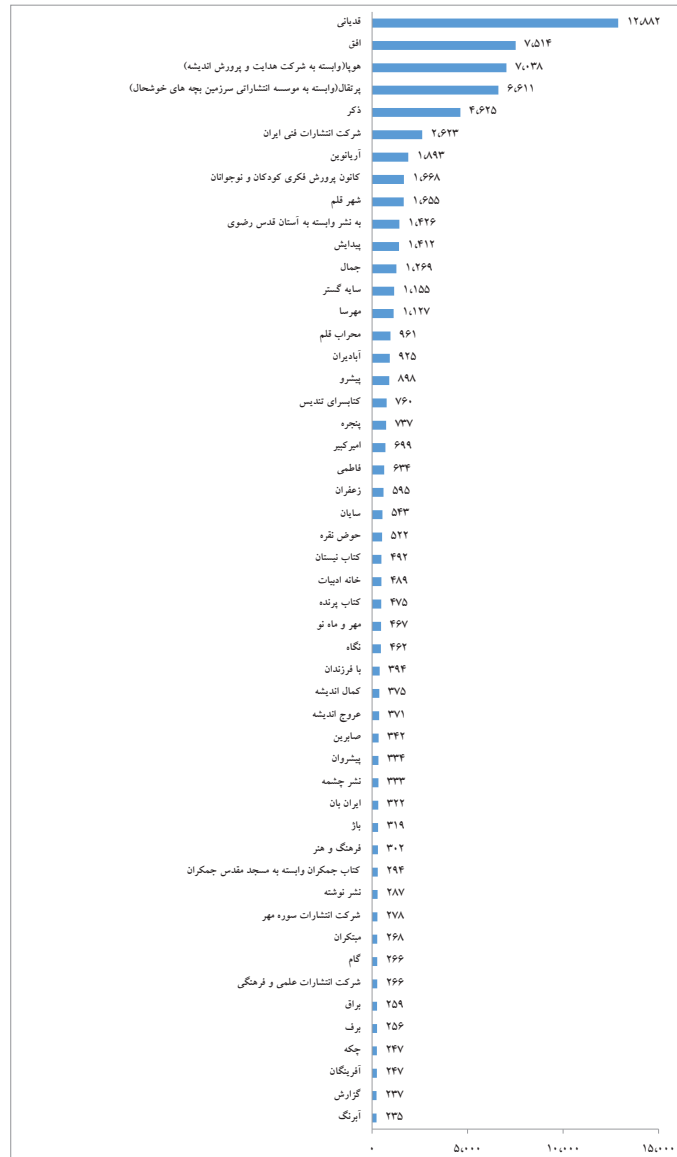 قدیانی ۱۲،۸۸۲
افق ۷،۵۱۴
هوپا(وابسته به شرکت هدایت و پرورش اندیشه) ۷،۰۳۸
پرتقال(وابسته به موسسه انتشاراتی سرزمین بچه های خوشحال) ۶،۶۱۱
ذکر ۴،۶۲۵
شرکت انتشارات فنی ایران ۲،۶۲۳
آریانوین ۱،۸۹۳
کانون پرورش فکری کودکان و نوجوانان ۱،۶۶۸
شهر قلم ۱،۶۵۵
به نشر وابسته به آستان قدس رضوی ۱،۴۲۶
پیدایش ۱،۴۱۲
جمال ۱،۲۶۹
سایه گستر ۱،۱۵۵
مهرسا ۱،۱۲۷
محراب قلم ۹۶۱
آبادیران ۹۲۵
پیشرو ۸۹۸
کتابسرای تندیس ۷۶۰
پنجره ۷۳۷
امیرکبیر ۶۹۹
فاطمی ۶۳۴
زعفران ۵۹۵
سایان ۵۴۳
حوض نقره ۵۲۲
کتاب نیستان ۴۹۲
خانه ادبیات ۴۸۹
کتاب پرنده ۴۷۵
مهر و ماه نو ۴۶۷
نگاه ۴۶۲
با فرزندان ۳۹۴
کمال اندیشه ۳۷۵
عروج اندیشه ۳۷۱
صابرین ۳۴۲
پیشروان ۳۳۴
نشر چشمه ۳۳۳
ایران بان ۳۲۲
باژ ۳۱۹
فرهنگ و هنر ۳۰۲
کتاب جمکران وابسته به مسجد مقدس جمکران ۲۹۴
نشر نوشته ۲۸۷
شرکت انتشارات سوره مهر ۲۷۸
مبتکران ۲۶۸
گام ۲۶۶
شرکت انتشارات علمی و فرهنگی ۲۶۶
براق ۲۵۹
برف ۲۵۶
چکه ۲۴۷
آفرینگان ۲۴۷
گزارش ۲۳۷
آبرنگ ۲۳۵
۰ ۵،۰۰۰ ۱۰،۰۰۰ ۱۵،۰۰۰